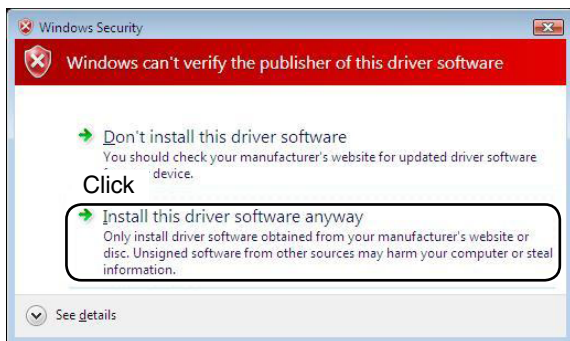 Windows Security
Windows can't verify the publisher of this driver software
Don't install this driver software
You should check your manufacturer's website for updated driver software
device.
Click
Install this driver software anyway
Only install driver software obtained from your manufacturer's website or
disc. Unsigned software from other sources may harm your computer or steal
information.
See details